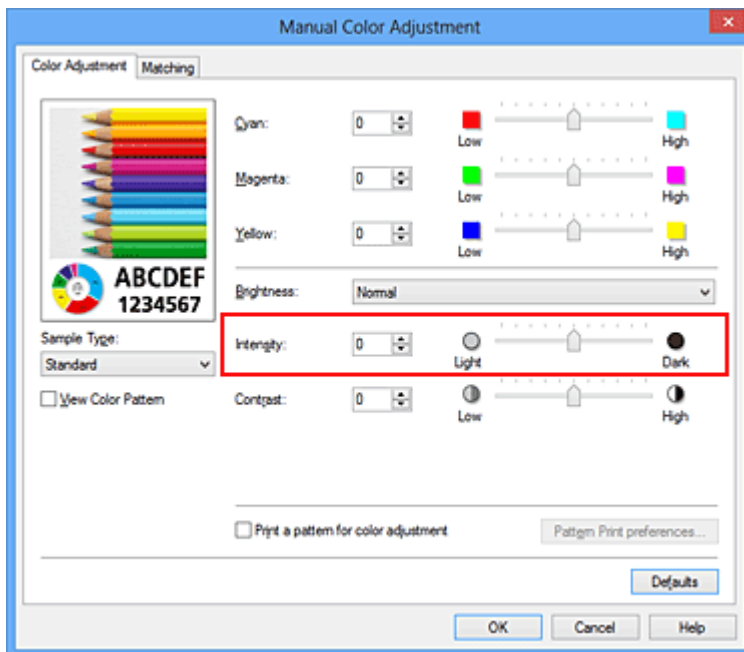 Manual Color Adjustment
Color Adjustment Matching
Cyan: 0 Low High
Magenta: 0 Low High
Yellow: 0 Low High
ABCDEF
1234567
Brightness: Normal
Sample Type:
Standard
Intensity: 0 Light Dark
View Color Pattern
Contrast: 0 Low High
Print a pattern for color adjustment Pattern Print preferences...
Defaults
OK Cancel Help